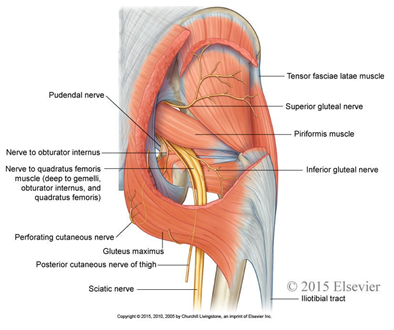 Tensor fasciae latae muscle
Pudendal nerve
Superior gluteal nerve
Piriformis muscle
Nerve to obturator internus
Nerve to quadratus femoris
muscle (deep to gemelli,
obturator internus, and
quadratus femoris)
Inferior gluteal nerve
Perforating cutaneous nerve
Gluteus maximus
Posterior cutaneous nerve of thigh
© 2015 Elsevier
Sciatic nerve
Iliotibial tract
Copyright © 2015, 2010, 2005 by Churchill Livingstone, an imprint of Elsevier Inc.